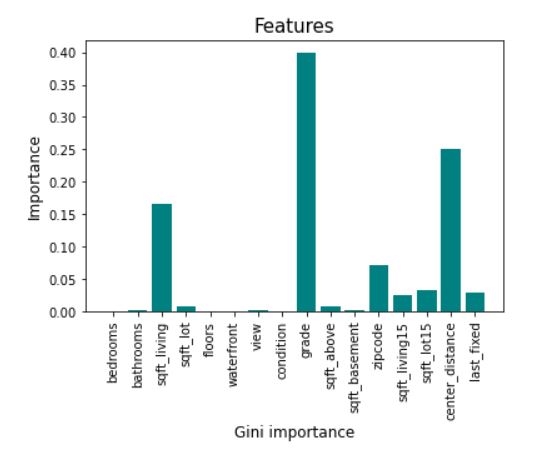 Features
0.40
0.35
0.30
0.25
0.20
0.15
0.10
0.05
0.00
Importance
bedrooms
bathrooms
sqft_living
sqft_lot
floors
waterfront
view
condition
grade
sqft_above
sqft_basement
zipcode
sqft_living15
sqft_lot15
center_distance
last_fixed
Gini importance